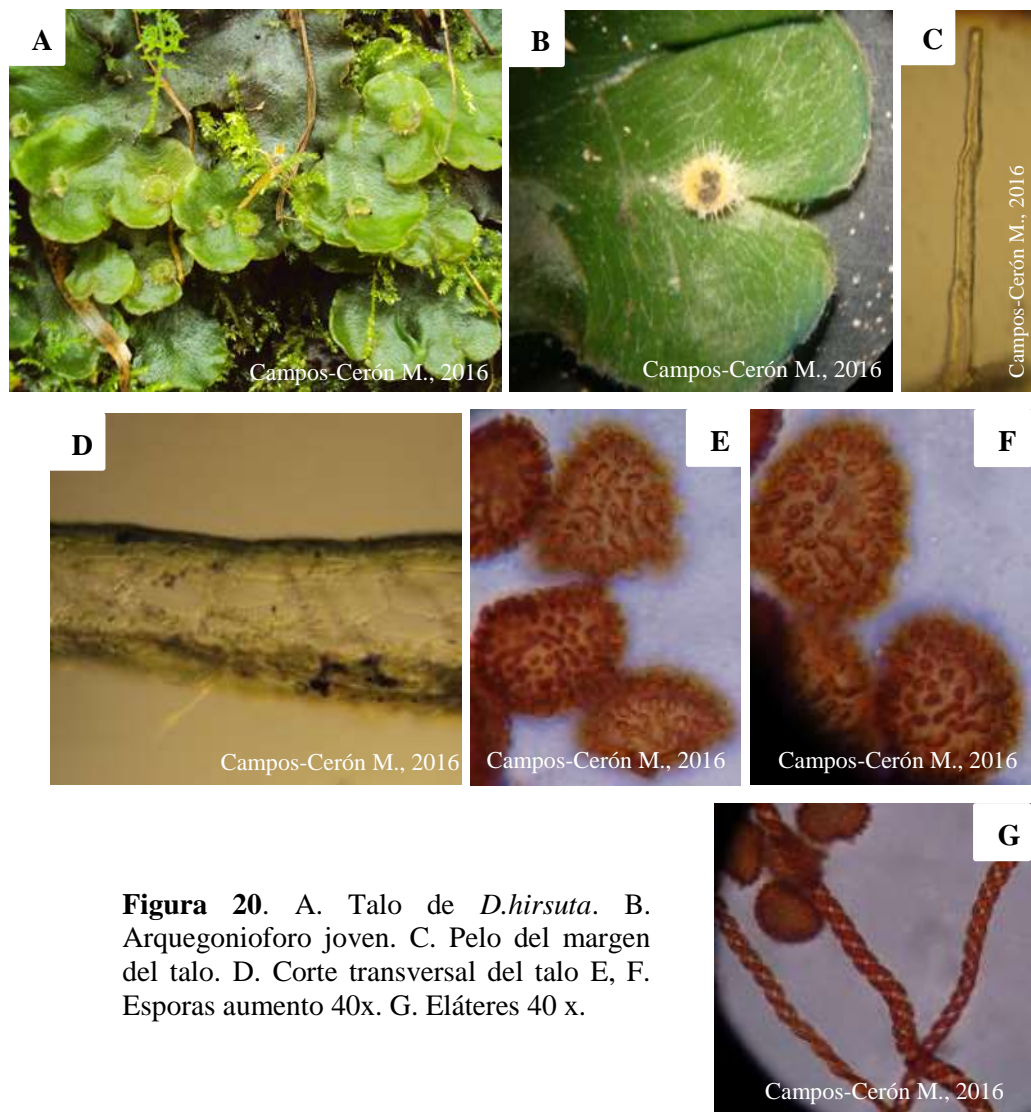 A
B
C
Campos-Cerón M., 2016
Campos-Cerón M., 2016
Campos-Cerón M., 2016
D
E
F
Campos-Cerón M., 2016
Campos-Cerón M., 2016
Campos-Cerón M., 2016
G
Figura 20. A. Talo de D.hirsuta. B.
Arquegonioforo joven. C. Pelo del margen
del talo. D. Corte transversal del talo E, F.
Esporas aumento 40x. G. Eláteres 40 x.
Campos-Cerón M., 2016